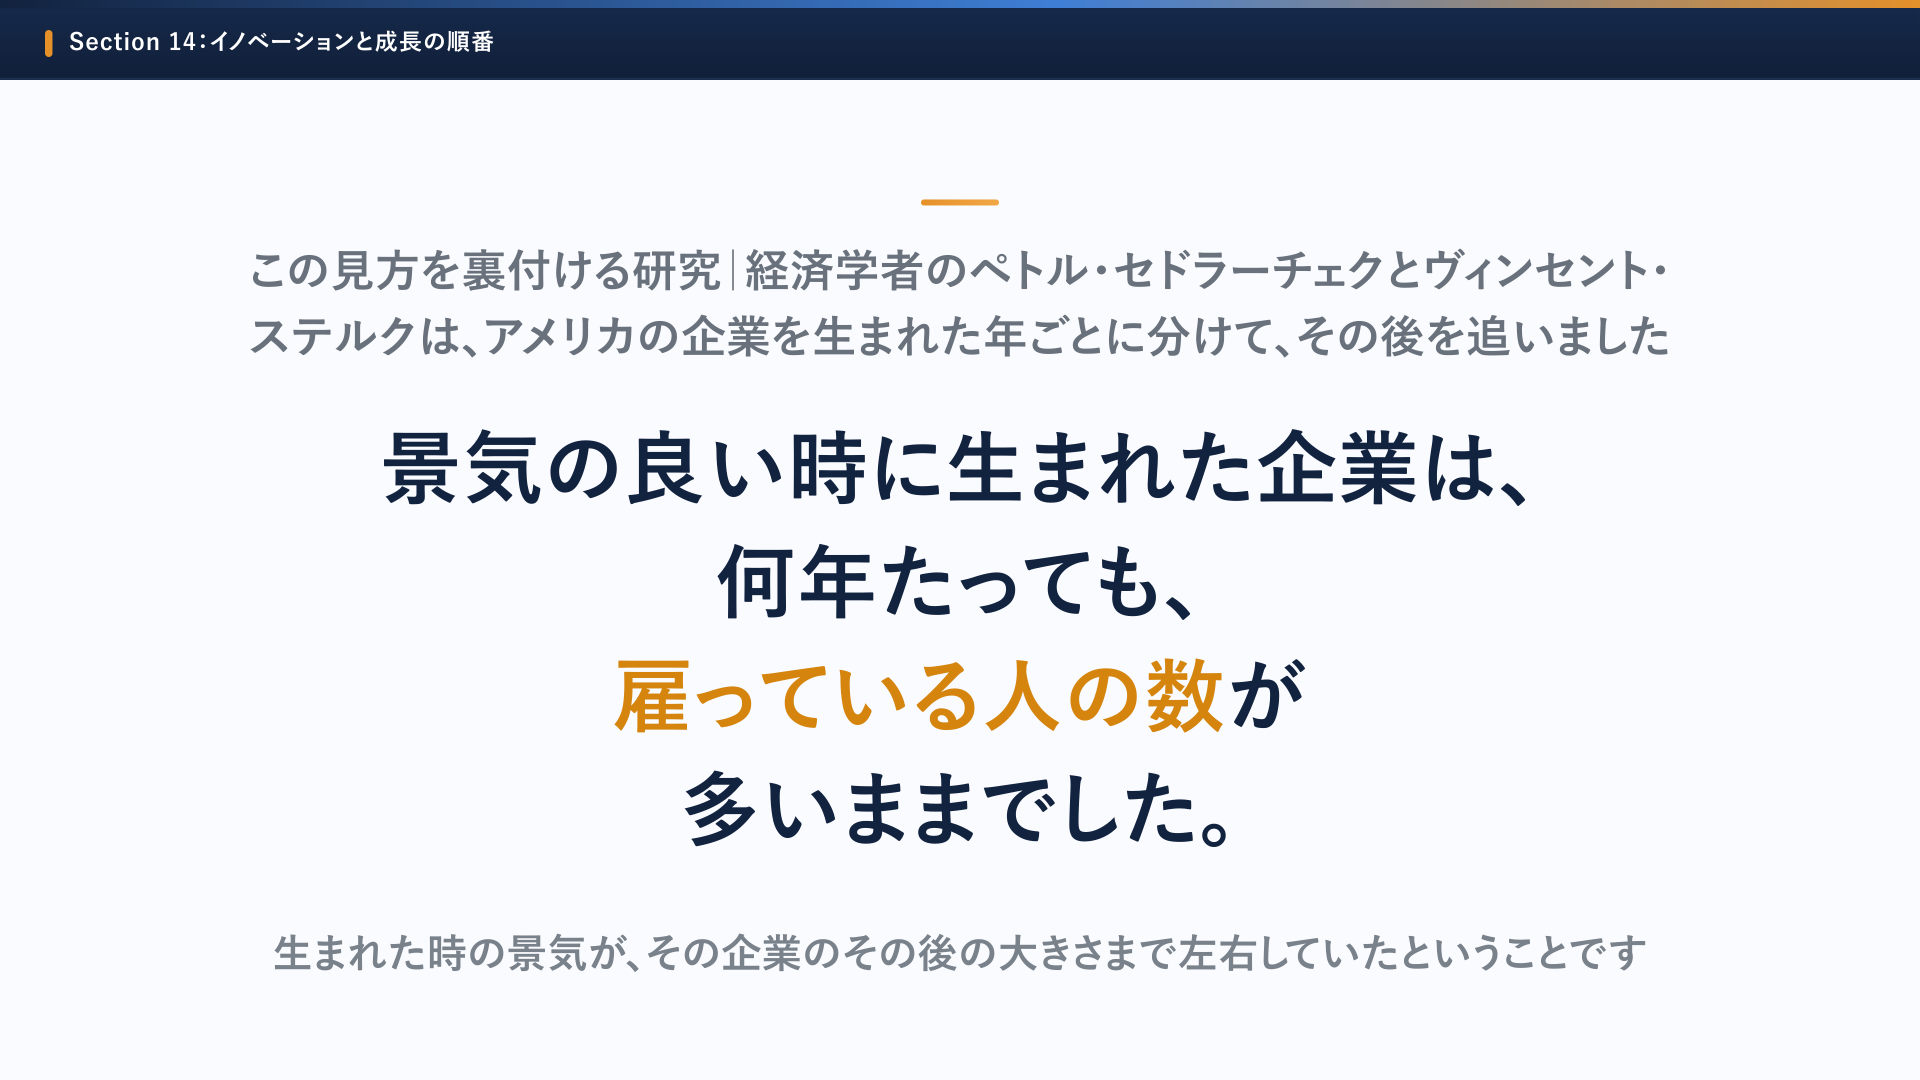 Section 14：イノベーションと成長の順番
この見方を裏付ける研究｜経済学者のペトル・セドラーチェクとヴィンセント・
ステルクは、アメリカの企業を生まれた年ごとに分けて、その後を追いました
景気の良い時に生まれた企業は、
何年たっても、
雇っている人の数が
多いままでした。
生まれた時の景気が、その企業のその後の大きさまで左右していたということです